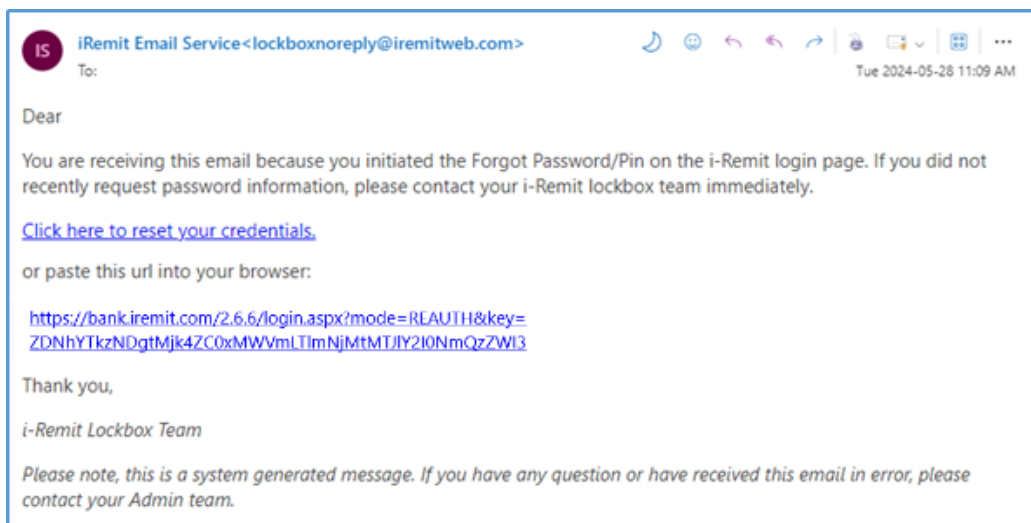 IS
iRemit Email Service<lockboxnoreply@iremitweb.com>
To:
Tue 2024-05-28 11:09 AM
Dear
You are receiving this email because you initiated the Forgot Password/Pin on the i-Remit login page. If you did not
recently request password information, please contact your i-Remit lockbox team immediately.
Click here to reset your credentials.
or paste this url into your browser:
https://bank.iremit.com/2.6.6/login.aspx?mode=REAUTH&key=
Thank you,
i-Remit Lockbox Team
Please note, this is a system generated message. If you have any question or have received this email in error, please
contact your Admin team.